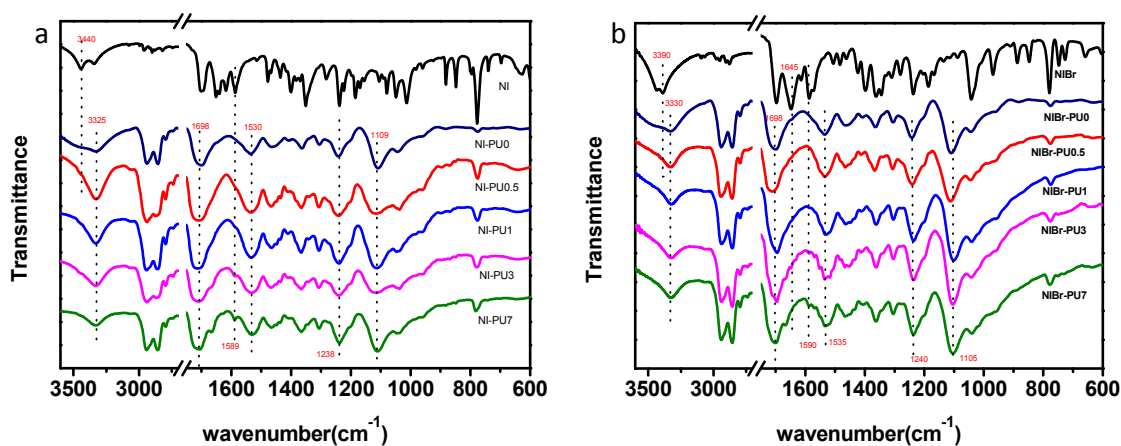 a
3440
NI
3325
1698
1530
1109
NI-PU0
NI-PU0.5
NI-PU1
NI-PU3
NI-PU7
1589
1238
Transmittance
3500 3000 1600 1400 1200 1000 800 600
wavenumber(cm-1)
b
3390
1645
NIBr
3330
1698
NIBr-PU0
NIBr-PU0.5
NIBr-PU1
NIBr-PU3
NIBr-PU7
1590
1535
1240
1105
Transmittance
3500 3000 1600 1400 1200 1000 800 600
wavenumber(cm-1)